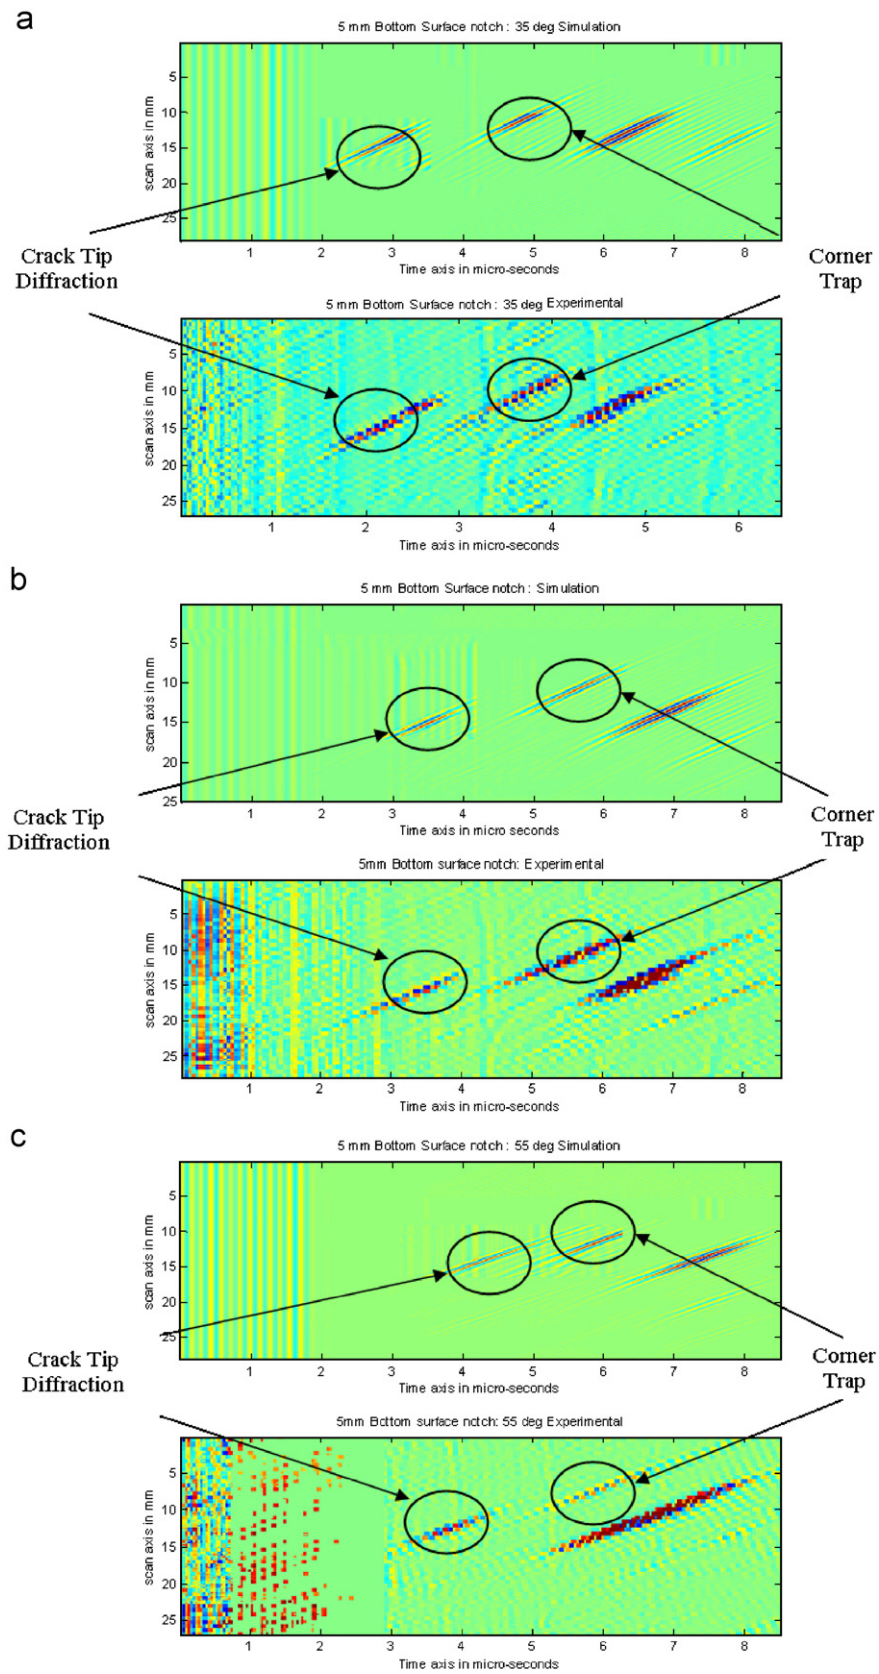 a
5 mm Bottom Surface notch : 35 deg Simulation
scan axis in mm
5
10
15
20
25
1 2 3 4 5 6 7 8
Time axis in micro-seconds
Crack Tip
Diffraction
Corner
Trap
5 mm Bottom Surface notch : 35 deg Experimental
scan axis in mm
5
10
15
20
25
1 2 3 4 5 6
Time axis in micro-seconds
b
5 mm Bottom Surface notch : Simulation
scan axis in mm
5
10
15
20
25
1 2 3 4 5 6 7 8
Time axis in micro seconds
Crack Tip
Diffraction
Corner
Trap
5mm Bottom surface notch: Experimental
scan axis in mm
5
10
15
20
25
1 2 3 4 5 6 7 8
Time axis in micro-seconds
c
5 mm Bottom Surface notch : 55 deg Simulation
scan axis in mm
5
10
15
20
25
1 2 3 4 5 6 7 8
Time axis in micro-seconds
Crack Tip
Diffraction
Corner
Trap
5mm Bottom surface notch: 55 deg Experimental
scan axis in mm
5
10
15
20
25
1 2 3 4 5 6 7 8
Time axis in micro-seconds